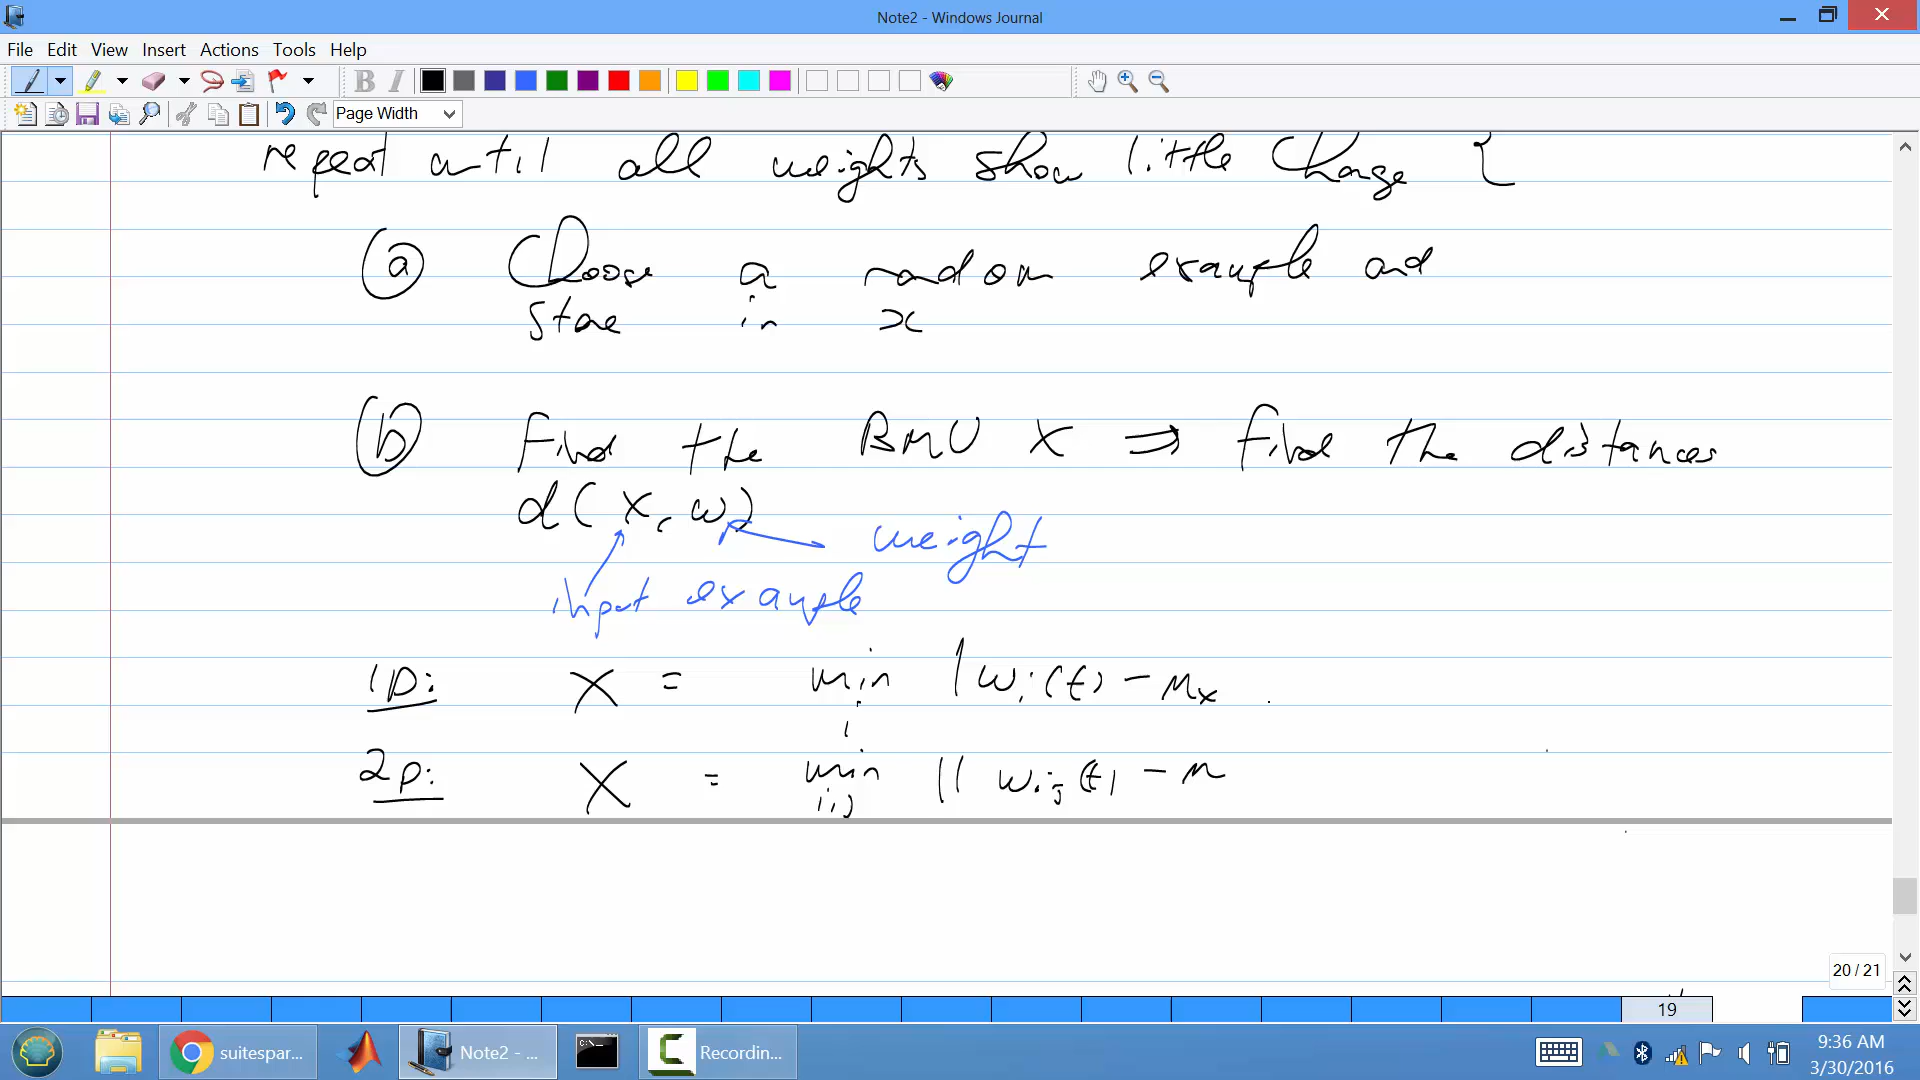 Note2 - Windows Journal
File Edit View Insert Actions Tools Help
B I
Page Width
repeat until all weights show little change {
(a) Choose a random example and
store in x
(b) Find the BMU X ⇒ find the distances
d(x, w)
weight
input example
1D: X = min | wi(t) - mx
i
2D: X = min || wij(t) - m
i,j
20 / 21
19
suitespar...
Note2 - ...
Recordin...
9:36 AM
3/30/2016